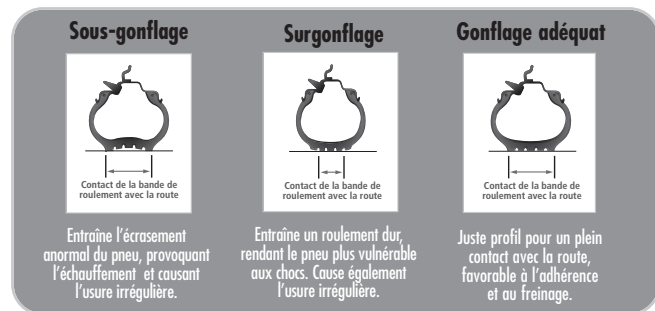 Sous-gonflage
Contact de la bande de
roulement avec la route
Entraîne l'écrasement
anormal du pneu, provoquant
l'échauffement et causant
l'usure irrégulière.
Surgonflage
Contact de la bande de
roulement avec la route
Entraîne un roulement dur,
rendant le pneu plus vulnérable
aux chocs. Cause également
l'usure irrégulière.
Gonflage adéquat
Contact de la bande de
roulement avec la route
Juste profil pour un plein
contact avec la route,
favorable à l'adhérence
et au freinage.